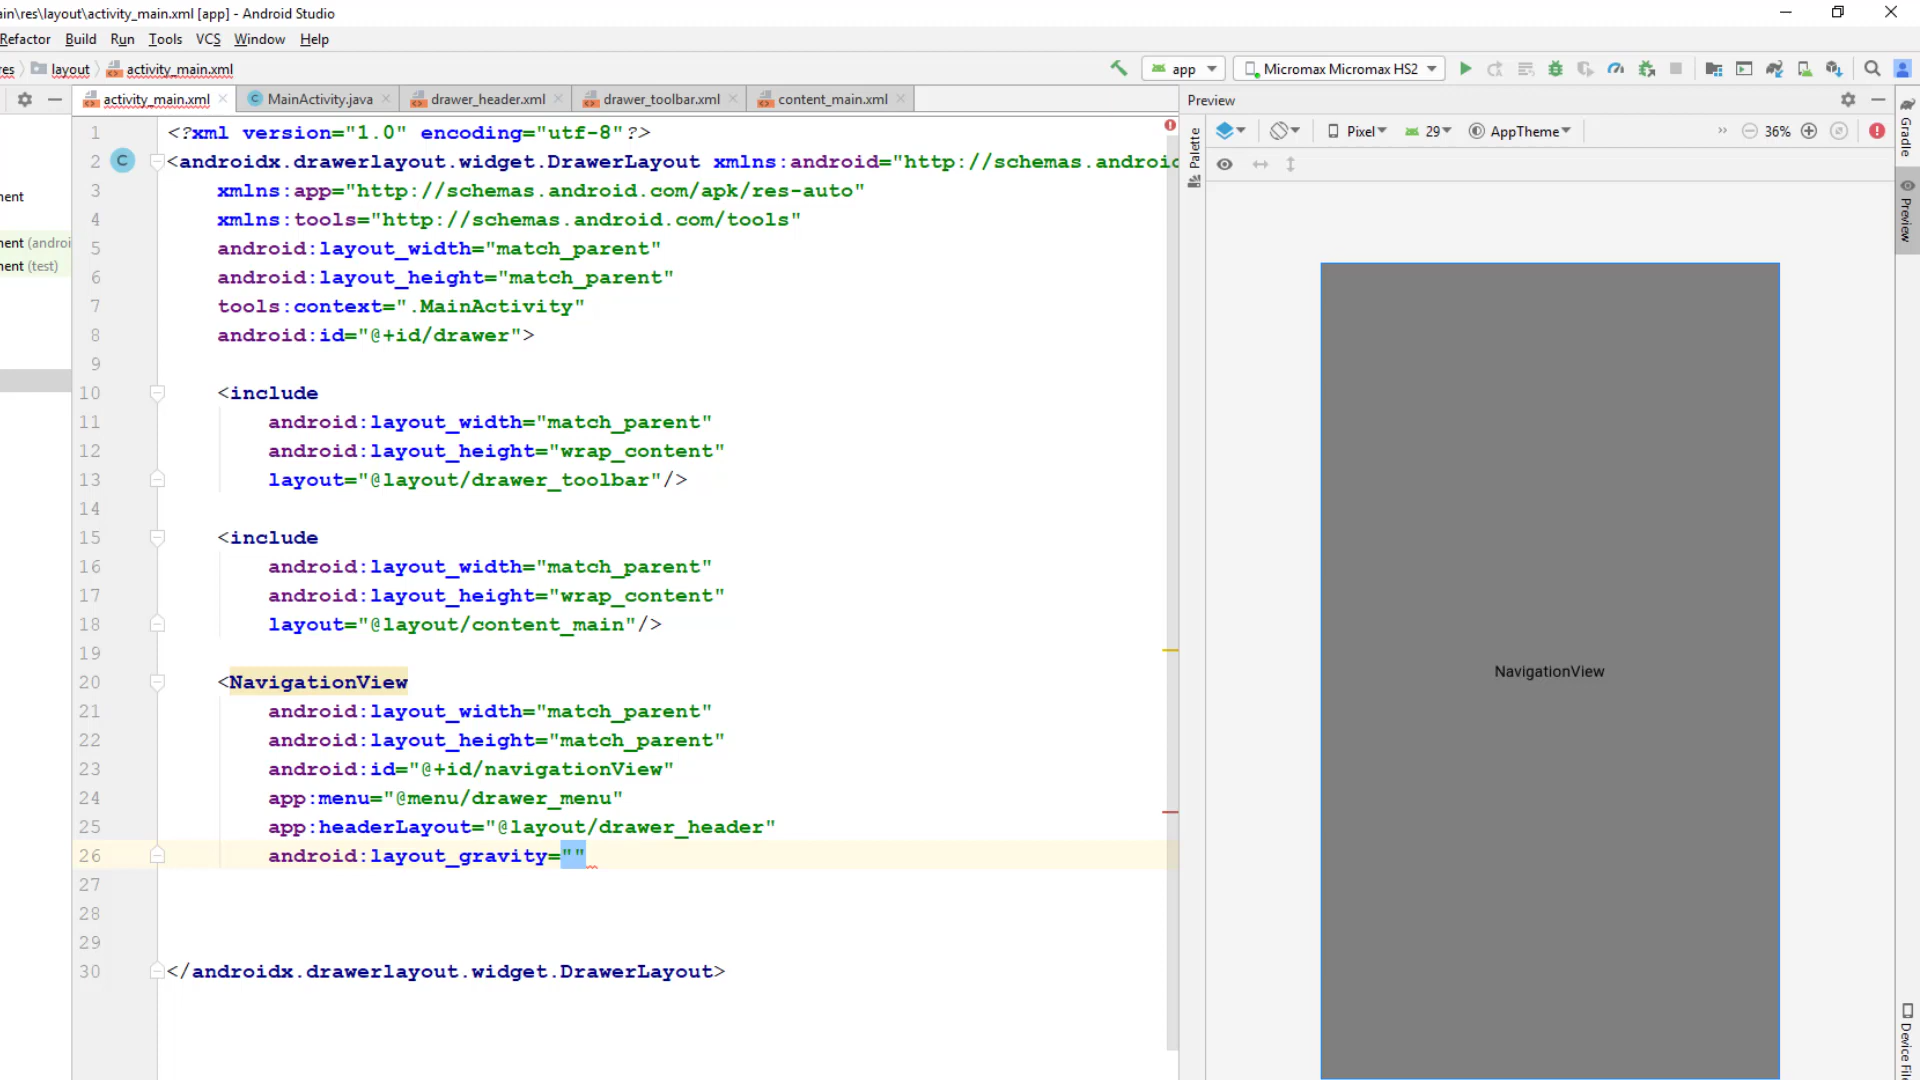 in\res\layout\activity_main.xml [app] - Android Studio
Refactor Build Run Tools VCS Window Help
res layout activity_main.xml app Micromax Micromax HS2
activity_main.xml MainActivity.java drawer_header.xml drawer_toolbar.xml content_main.xml Preview
Pixel 29 AppTheme 36%
ment
ment (androi
ment (test)
1 <?xml version="1.0" encoding="utf-8"?>
2 <androidx.drawerlayout.widget.DrawerLayout xmlns:android="http://schemas.androi
3 xmlns:app="http://schemas.android.com/apk/res-auto"
4 xmlns:tools="http://schemas.android.com/tools"
5 android:layout_width="match_parent"
6 android:layout_height="match_parent"
7 tools:context=".MainActivity"
8 android:id="@+id/drawer">
9
10 <include
11 android:layout_width="match_parent"
12 android:layout_height="wrap_content"
13 layout="@layout/drawer_toolbar"/>
14
15 <include
16 android:layout_width="match_parent"
17 android:layout_height="wrap_content"
18 layout="@layout/content_main"/>
19
20 <NavigationView
21 android:layout_width="match_parent"
22 android:layout_height="match_parent"
23 android:id="@+id/navigationView"
24 app:menu="@menu/drawer_menu"
25 app:headerLayout="@layout/drawer_header"
26 android:layout_gravity=""
27
28
29
30 </androidx.drawerlayout.widget.DrawerLayout>
Palette
NavigationView
Gradle
Preview
Device File